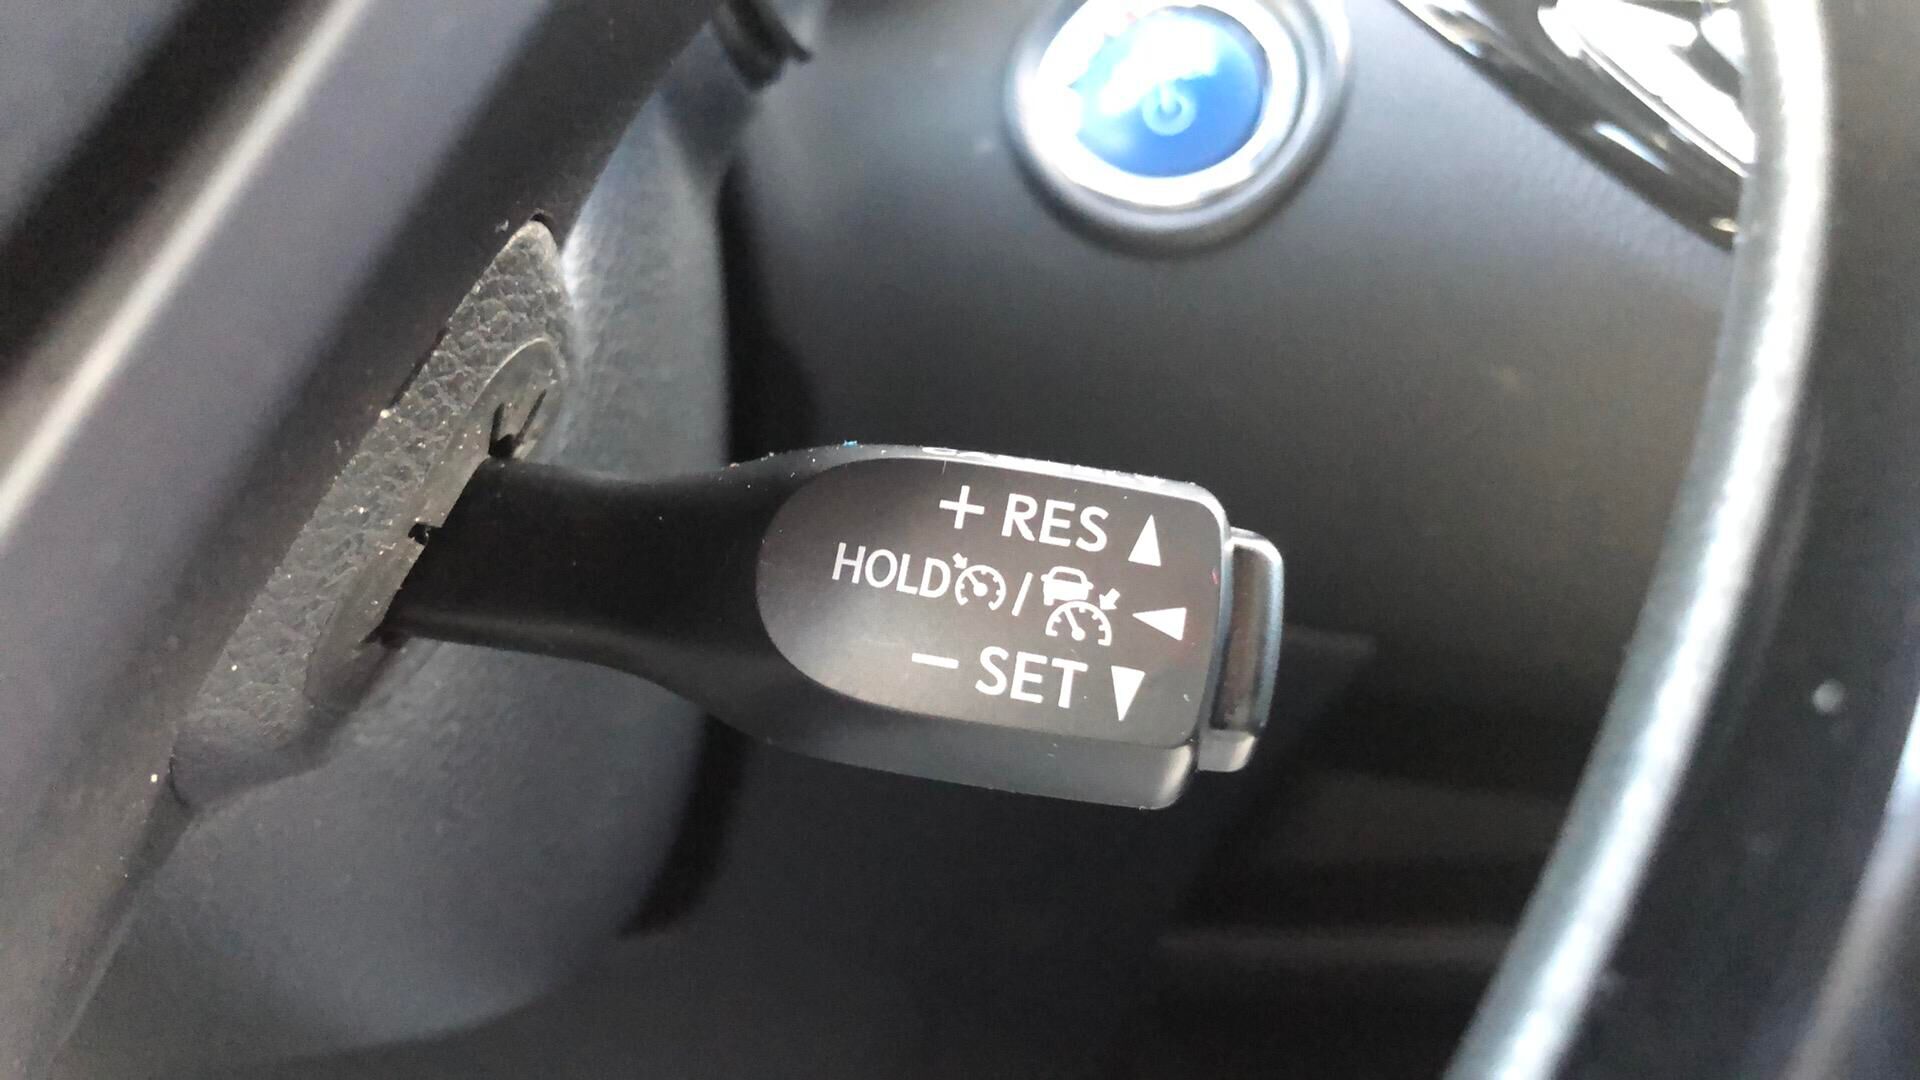 + RES ▲
HOLD / ◀
− SET ▼